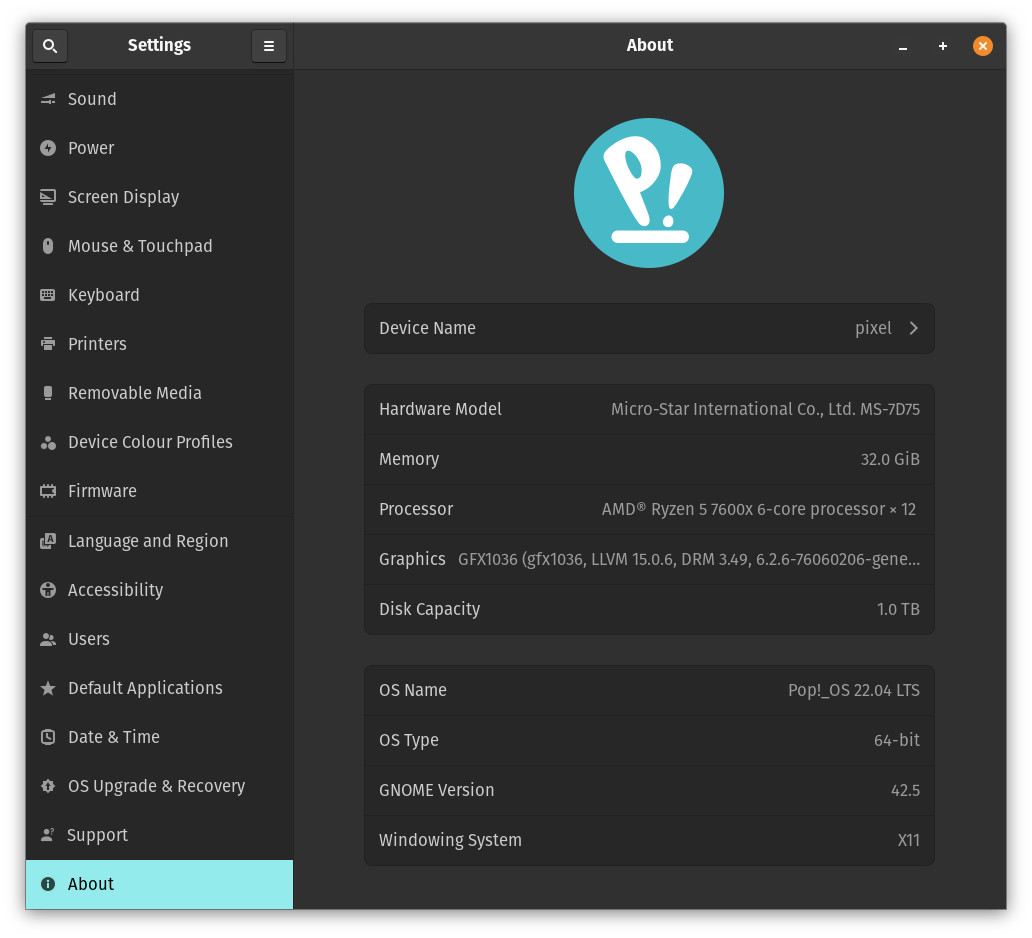 Settings
About
Sound
Power
Screen Display
Mouse & Touchpad
Keyboard
Printers
Removable Media
Device Colour Profiles
Firmware
Language and Region
Accessibility
Users
Default Applications
Date & Time
OS Upgrade & Recovery
Support
About
P!
Device Name pixel
Hardware Model Micro-Star International Co., Ltd. MS-7D75
Memory 32.0 GiB
Processor AMD® Ryzen 5 7600x 6-core processor × 12
Graphics GFX1036 (gfx1036, LLVM 15.0.6, DRM 3.49, 6.2.6-76060206-gene...
Disk Capacity 1.0 TB
OS Name Pop!_OS 22.04 LTS
OS Type 64-bit
GNOME Version 42.5
Windowing System X11